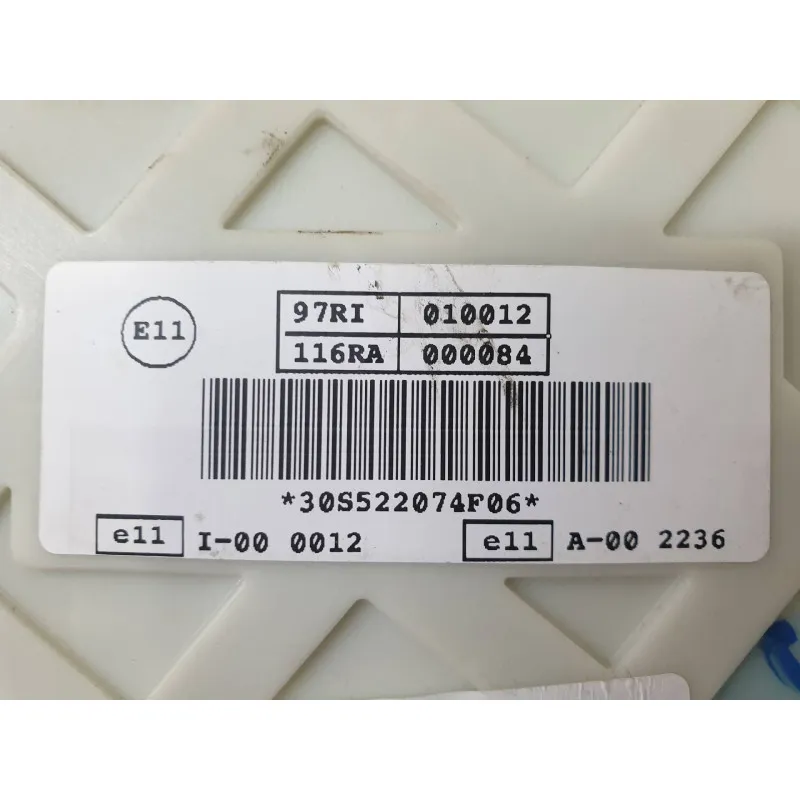 E11
97RI 010012
116RA 000084
*30S522074F06*
e11 I-00 0012 e11 A-00 2236